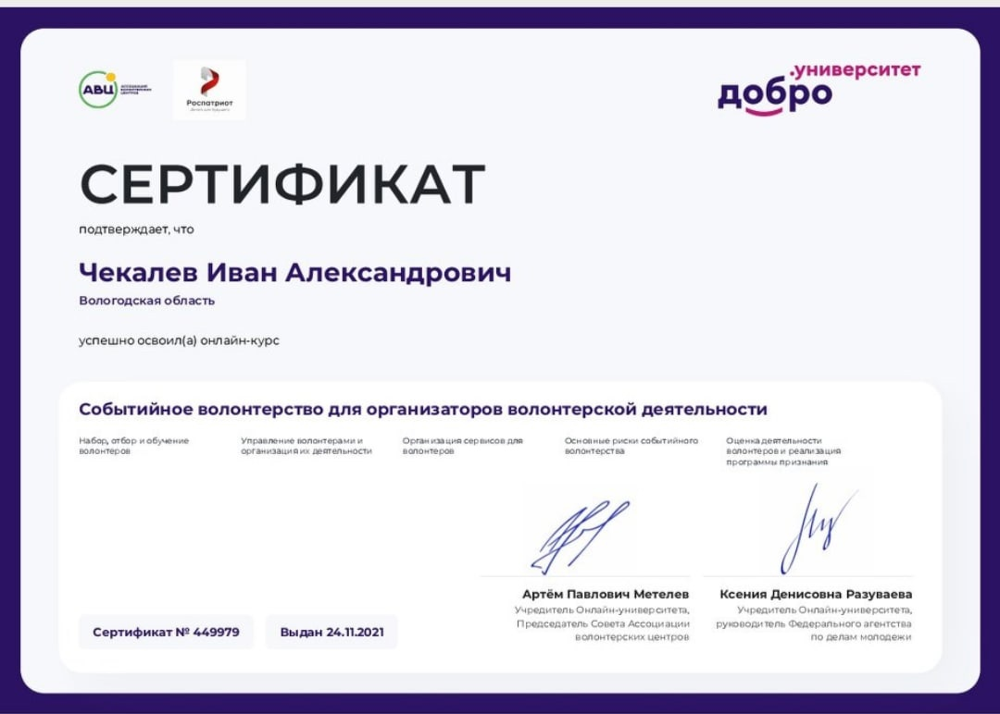 АВЦ АССОЦИАЦИЯ ВОЛОНТЕРСКИХ ЦЕНТРОВ
Роспатриот
.университет
добро
СЕРТИФИКАТ
подтверждает, что
Чекалев Иван Александрович
Вологодская область
успешно освоил(а) онлайн-курс
Событийное волонтерство для организаторов волонтерской деятельности
Набор, отбор и обучение
волонтеров
Управление волонтерами и
организация их деятельности
Организация сервисов для
волонтеров
Основные риски событийного
волонтерства
Оценка деятельности
волонтеров и реализация
программы признания
Артём Павлович Метелев
Учредитель Онлайн-университета,
Председатель Совета Ассоциации
волонтерских центров
Ксения Денисовна Разуваева
Учредитель Онлайн-университета,
руководитель Федерального агентства
по делам молодежи
Сертификат № 449979
Выдан 24.11.2021